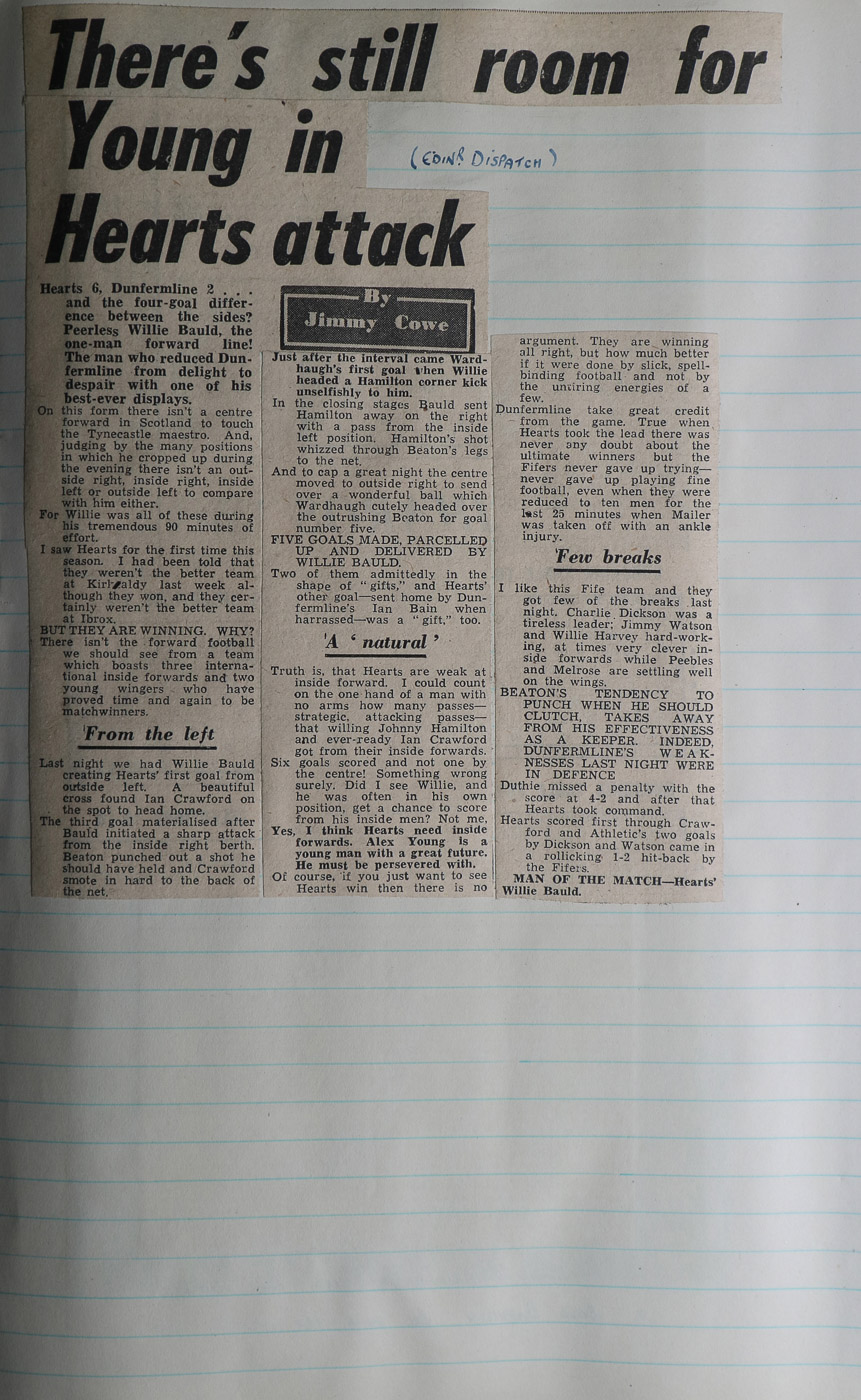 There's still room for
Young in
(EDIN? DISPATCH)
Hearts attack
Hearts 6, Dunfermline 2 . . .
and the four-goal differ-
ence between the sides?
Peerless Willie Bauld, the
one-man forward line!
The man who reduced Dun-
fermline from delight to
despair with one of his
best-ever displays.
On this form there isn't a centre
forward in Scotland to touch
the Tynecastle maestro. And,
judging by the many positions
in which he cropped up during
the evening there isn't an out-
side right, inside right, inside
left or outside left to compare
with him either.
For Willie was all of these during
his tremendous 90 minutes of
effort.
I saw Hearts for the first time this
season. I had been told that
they weren't the better team
at Kirkcaldy last week al-
though they won, and they cer-
tainly weren't the better team
at Ibrox.
BUT THEY ARE WINNING. WHY?
There isn't the forward football
we should see from a team
which boasts three interna-
tional inside forwards and two
young wingers who have
proved time and again to be
matchwinners.
From the left
Last night we had Willie Bauld
creating Hearts' first goal from
outside left. A beautiful
cross found Ian Crawford on
the spot to head home.
The third goal materialised after
Bauld initiated a sharp attack
from the inside right berth.
Beaton punched out a shot he
should have held and Crawford
smote in hard to the back of
the net.
By
Jimmy Cowe
Just after the interval came Ward-
haugh's first goal when Willie
headed a Hamilton corner kick
unselfishly to him.
In the closing stages Bauld sent
Hamilton away on the right
with a pass from the inside
left position. Hamilton's shot
whizzed through Beaton's legs
to the net.
And to cap a great night the centre
moved to outside right to send
over a wonderful ball which
Wardhaugh cutely headed over
the outrushing Beaton for goal
number five.
FIVE GOALS MADE, PARCELLED
UP AND DELIVERED BY
WILLIE BAULD.
Two of them admittedly in the
shape of "gifts," and Hearts'
other goal—sent home by Dun-
fermline's Ian Bain when
harrassed—was a "gift," too.
A 'natural'
Truth is, that Hearts are weak at
inside forward. I could count
on the one hand of a man with
no arms how many passes—
strategic, attacking passes—
that willing Johnny Hamilton
and ever-ready Ian Crawford
got from their inside forwards.
Six goals scored and not one by
the centre! Something wrong
surely. Did I see Willie, and
he was often in his own
position, get a chance to score
from his inside men? Not me.
Yes, I think Hearts need inside
forwards. Alex Young is a
young man with a great future.
He must be persevered with.
Of course, if you just want to see
Hearts win then there is no
argument. They are winning
all right, but how much better
if it were done by slick, spell-
binding football and not by
the untiring energies of a
few.
Dunfermline take great credit
from the game. True when
Hearts took the lead there was
never any doubt about the
ultimate winners but the
Fifers never gave up trying—
never gave up playing fine
football, even when they were
reduced to ten men for the
last 25 minutes when Mailer
was taken off with an ankle
injury.
Few breaks
I like this Fife team and they
got few of the breaks last
night. Charlie Dickson was a
tireless leader; Jimmy Watson
and Willie Harvey hard-work-
ing, at times very clever in-
side forwards while Peebles
and Melrose are settling well
on the wings.
BEATON'S TENDENCY TO
PUNCH WHEN HE SHOULD
CLUTCH, TAKES AWAY
FROM HIS EFFECTIVENESS
AS A KEEPER. INDEED,
DUNFERMLINE'S WEAK-
NESSES LAST NIGHT WERE
IN DEFENCE
Duthie missed a penalty with the
score at 4-2 and after that
Hearts took command.
Hearts scored first through Craw-
ford and Athletic's two goals
by Dickson and Watson came in
a rollicking 1-2 hit-back by
the Fifers.
MAN OF THE MATCH—Hearts'
Willie Bauld.